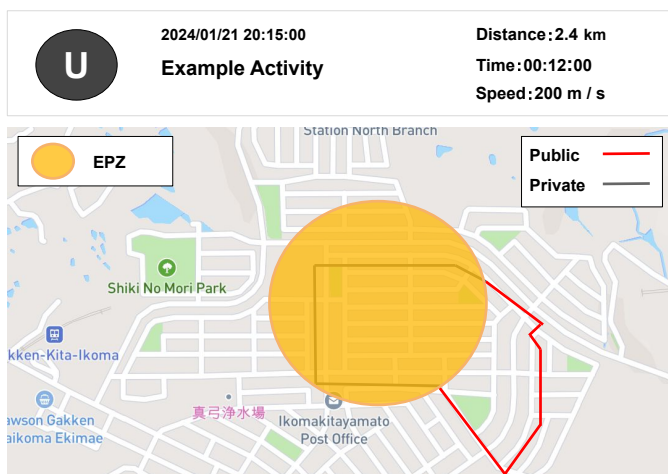 U
2024/01/21 20:15:00
Example Activity
Distance:2.4 km
Time:00:12:00
Speed:200 m / s
Station North Branch
EPZ
Public
Private
Shiki No Mori Park
kken-Kita-Ikoma
awson Gakken
aikoma Ekimae
真弓浄水場
Ikomakitayamato
Post Office